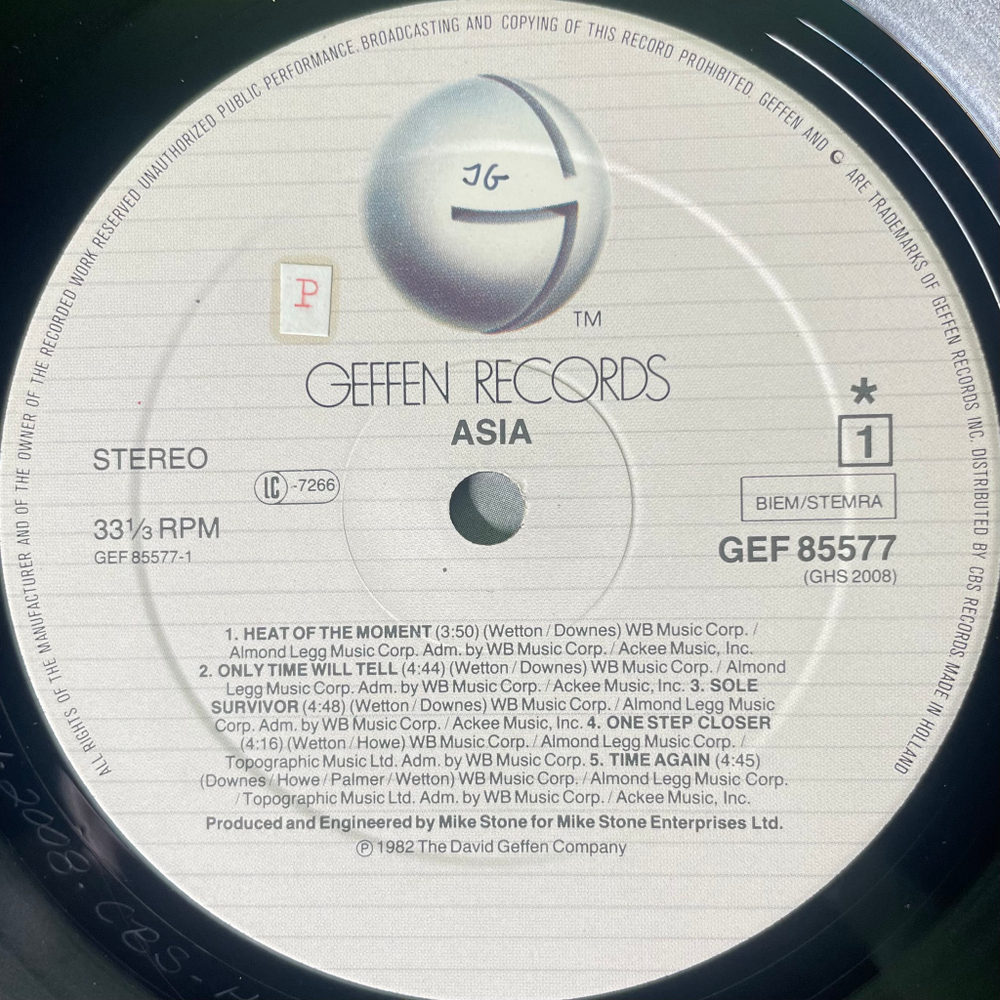 ALL RIGHTS OF THE MANUFACTURER AND OF THE OWNER OF THE RECORDED WORK RESERVED UNAUTHORIZED PUBLIC PERFORMANCE, BROADCASTING AND COPYING OF THIS RECORD PROHIBITED. GEFFEN AND G ARE TRADEMARKS OF GEFFEN RECORDS INC. DISTRIBUTED BY CBS RECORDS. MADE IN HOLLAND
JG
P
TM
GEFFEN RECORDS
ASIA
*
STEREO
1
LC -7266
BIEM/STEMRA
33⅓ RPM
GEF 85577
GEF 85577-1
(GHS 2008)
1. HEAT OF THE MOMENT (3:50) (Wetton / Downes) WB Music Corp. /
Almond Legg Music Corp. Adm. by WB Music Corp. / Ackee Music, Inc.
2. ONLY TIME WILL TELL (4:44) (Wetton / Downes) WB Music Corp. / Almond
Legg Music Corp. Adm. by WB Music Corp. / Ackee Music, Inc. 3. SOLE
SURVIVOR (4:48) (Wetton / Downes) WB Music Corp. / Almond Legg Music
Corp. Adm. by WB Music Corp. / Ackee Music, Inc. 4. ONE STEP CLOSER
(4:16) (Wetton / Howe) WB Music Corp. / Almond Legg Music Corp. /
Topographic Music Ltd. Adm. by WB Music Corp. 5. TIME AGAIN (4:45)
(Downes / Howe / Palmer / Wetton) WB Music Corp. / Almond Legg Music Corp.
/ Topographic Music Ltd. Adm. by WB Music Corp. / Ackee Music, Inc.
Produced and Engineered by Mike Stone for Mike Stone Enterprises Ltd.
℗ 1982 The David Geffen Company
2008 · CBS -